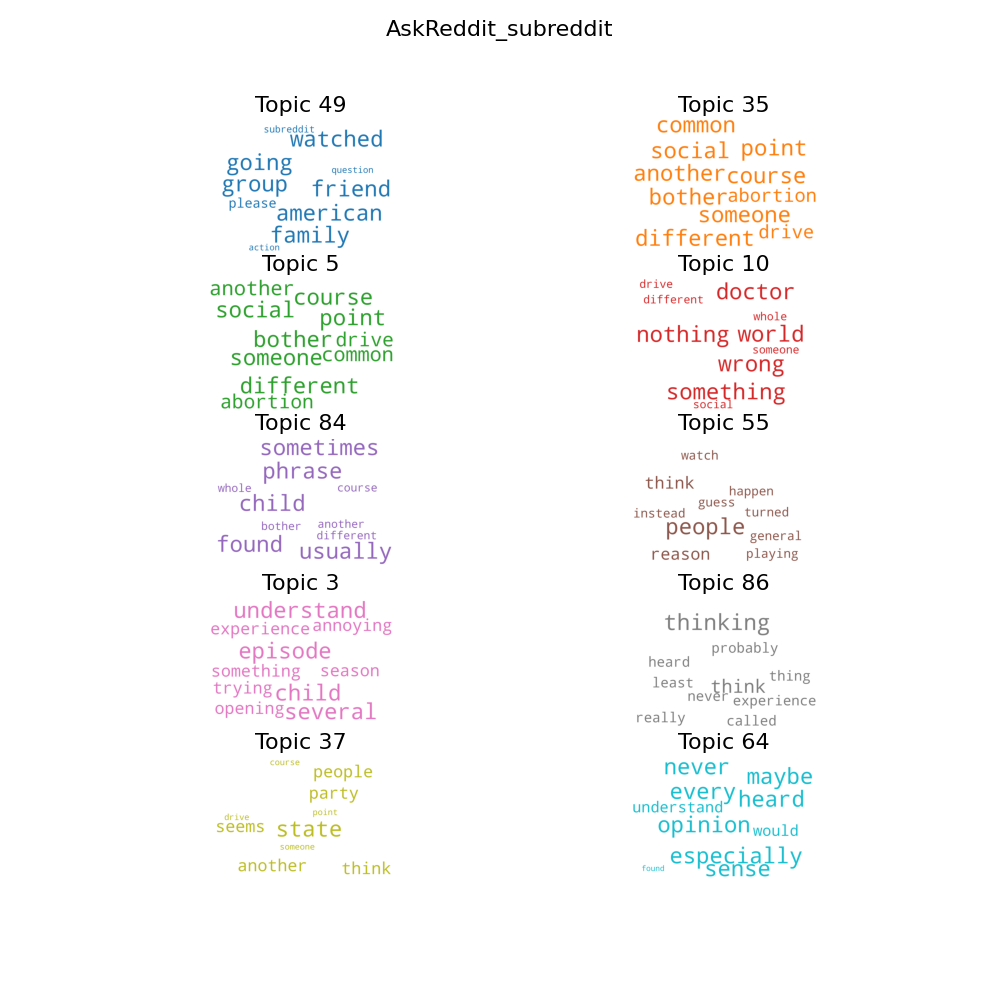 AskReddit_subreddit
Topic 49
subreddit
watched
going
question
group
friend
please
american
family
action
Topic 35
common
social point
another course
bother abortion
someone
different drive
Topic 5
another
course
social
point
bother drive
someone common
different
abortion
Topic 10
drive
doctor
different
whole
nothing world
someone
wrong
something
social
Topic 84
sometimes
phrase
whole course
child
bother another
different
found usually
Topic 55
watch
think
happen
guess
instead turned
people
general
reason playing
Topic 3
understand
experience annoying
episode
something season
trying child
opening several
Topic 86
thinking
probably
heard
thing
least think
never experience
really called
Topic 37
course
people
party
point
drive
seems state
someone
another think
Topic 64
never maybe
every heard
understand
opinion would
especially
found sense